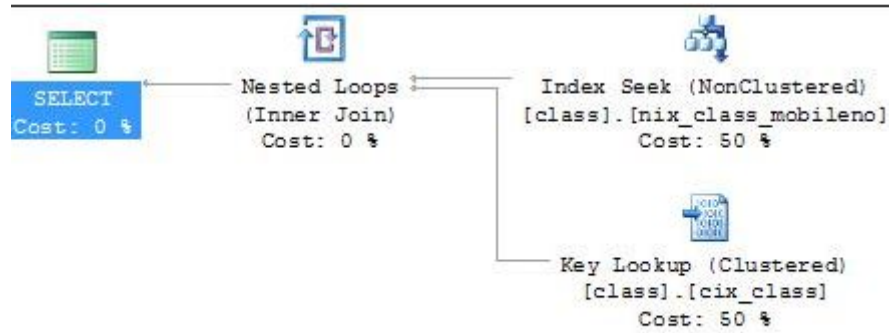 SELECT
Cost: 0 %
Nested Loops
(Inner Join)
Cost: 0 %
Index Seek (NonClustered)
[class].[nix_class_mobileno]
Cost: 50 %
Key Lookup (Clustered)
[class].[cix_class]
Cost: 50 %